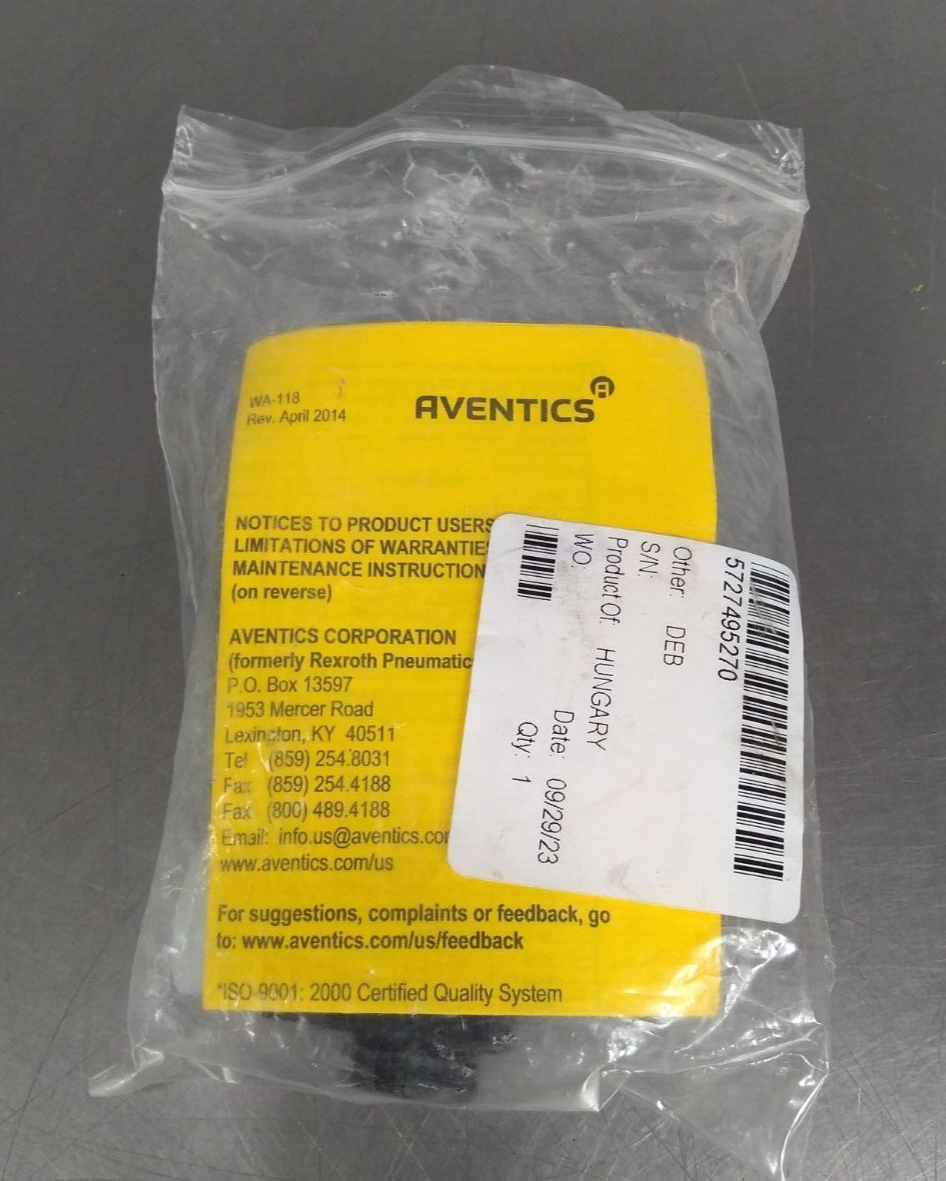 WA-118
Rev. April 2014
AVENTICS
NOTICES TO PRODUCT USERS
LIMITATIONS OF WARRANTIE
MAINTENANCE INSTRUCTION
(on reverse)
AVENTICS CORPORATION
(formerly Rexroth Pneumatic
P.O. Box 13597
1953 Mercer Road
Lexington, KY 40511
Tel (859) 254.8031
Fax (859) 254.4188
Fax (800) 489.4188
Email: info.us@aventics.com
www.aventics.com/us
For suggestions, complaints or feedback, go
to: www.aventics.com/us/feedback
*ISO-9001: 2000 Certified Quality System
5727495270
Other: DEB
S/N:
Product Of: HUNGARY
WO: Date: 09/29/23
Qty: 1